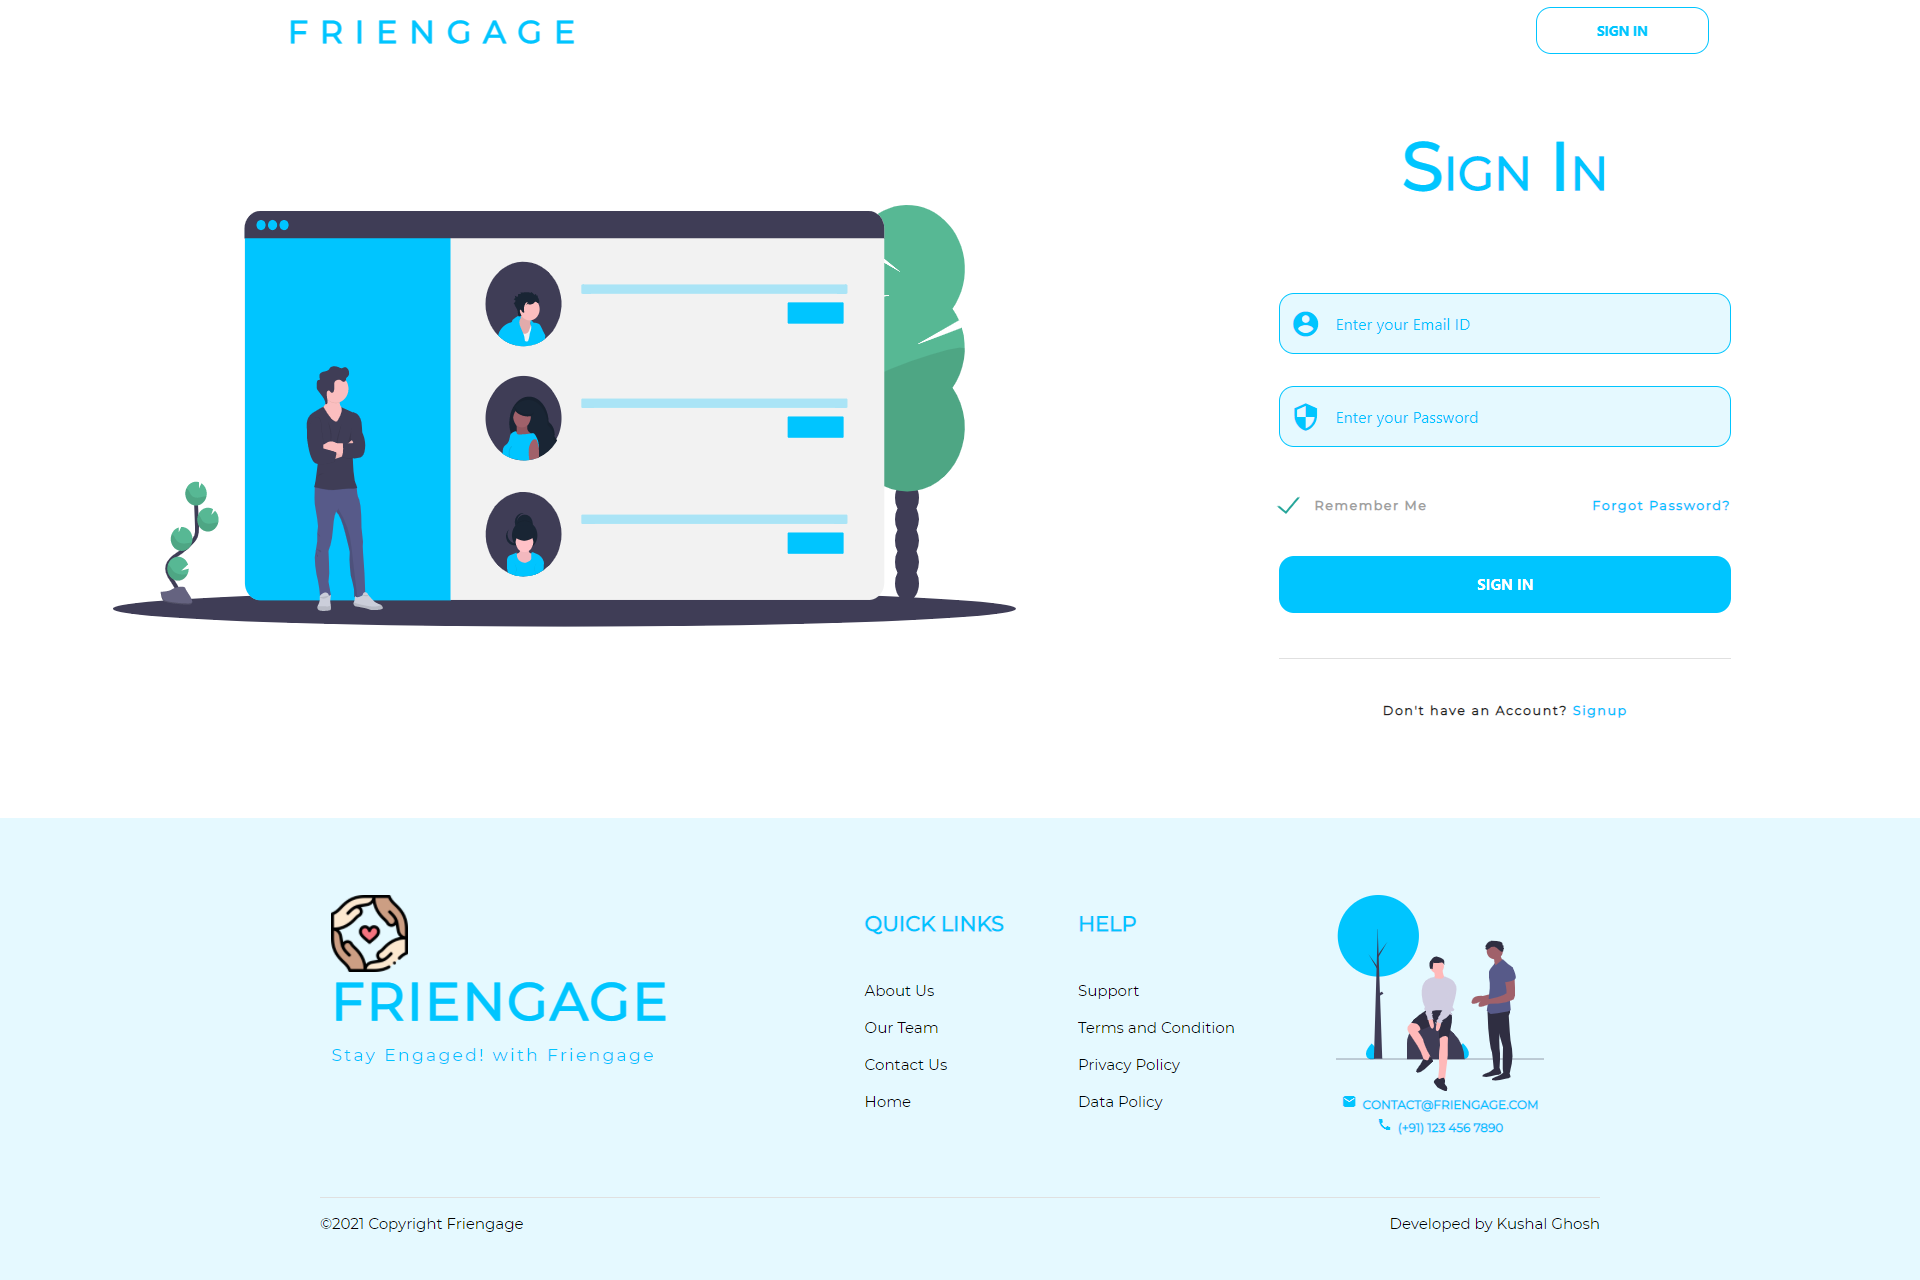 FRIENGAGE
SIGN IN
Sign In
Enter your Email ID
Enter your Password
Remember Me
Forgot Password?
SIGN IN
Don't have an Account? Signup
FRIENGAGE
Stay Engaged! with Friengage
QUICK LINKS
About Us
Our Team
Contact Us
Home
HELP
Support
Terms and Condition
Privacy Policy
Data Policy
CONTACT@FRIENGAGE.COM
(+91) 123 456 7890
©2021 Copyright Friengage
Developed by Kushal Ghosh